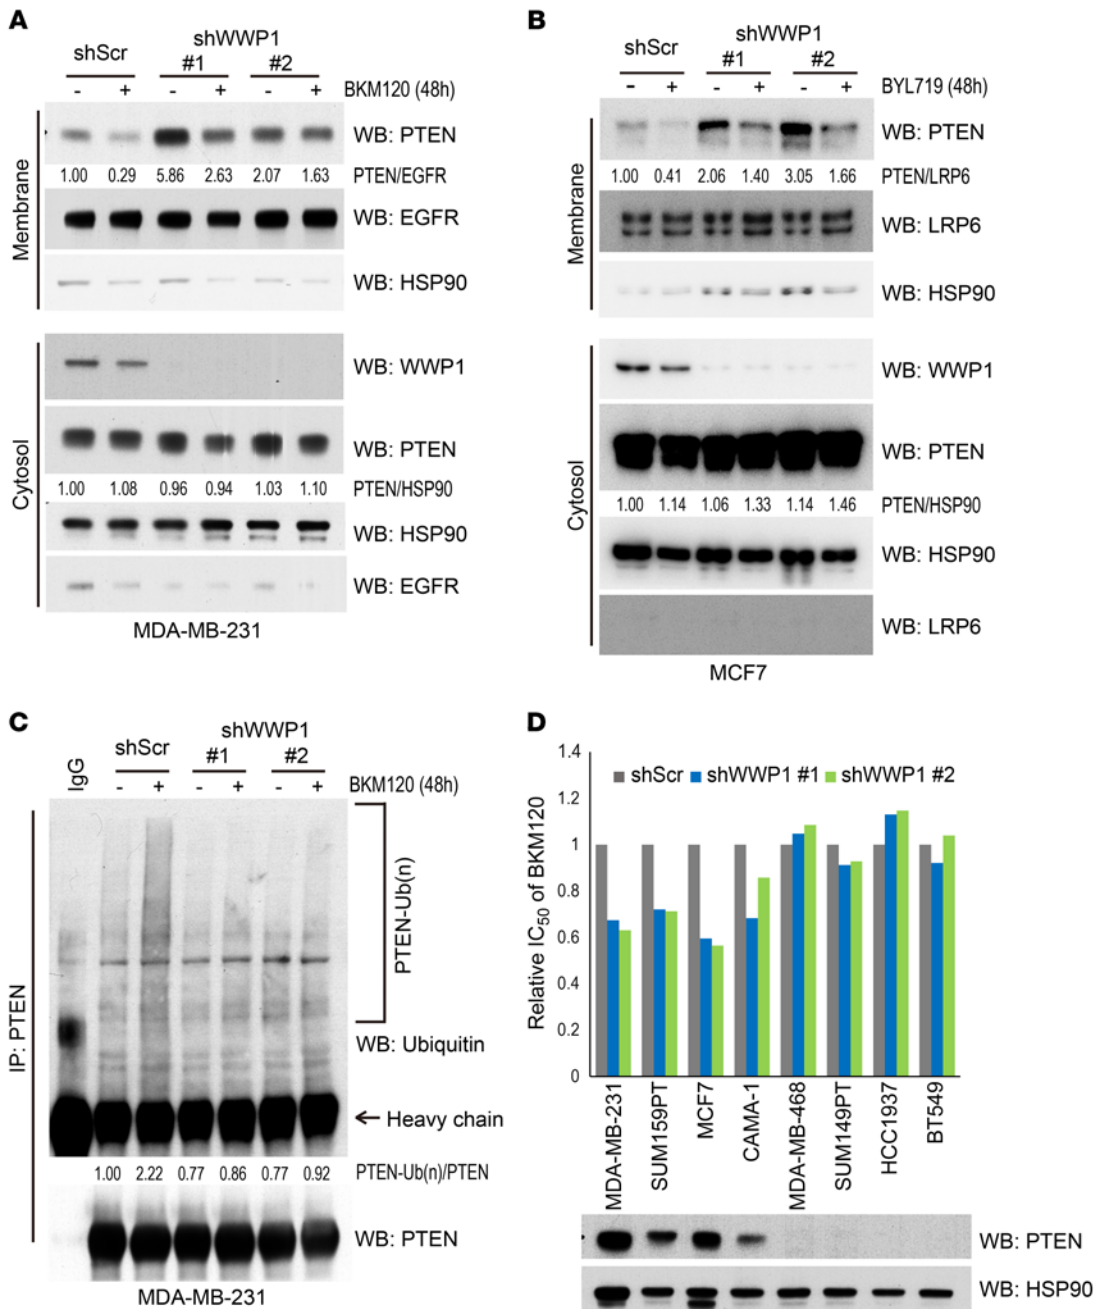 A
shScr
shWWP1
#1 #2
- + - + - + BKM120 (48h)
Membrane
WB: PTEN
1.00 0.29 5.86 2.63 2.07 1.63 PTEN/EGFR
WB: EGFR
WB: HSP90
Cytosol
WB: WWP1
WB: PTEN
1.00 1.08 0.96 0.94 1.03 1.10 PTEN/HSP90
WB: HSP90
WB: EGFR
MDA-MB-231
B
shScr
shWWP1
#1 #2
- + - + - + BYL719 (48h)
Membrane
WB: PTEN
1.00 0.41 2.06 1.40 3.05 1.66 PTEN/LRP6
WB: LRP6
WB: HSP90
Cytosol
WB: WWP1
WB: PTEN
1.00 1.14 1.06 1.33 1.14 1.46 PTEN/HSP90
WB: HSP90
WB: LRP6
MCF7
C
IgG
shScr
shWWP1
#1 #2
- + - + - + BKM120 (48h)
IP: PTEN
PTEN-Ub(n)
WB: Ubiquitin
← Heavy chain
1.00 2.22 0.77 0.86 0.77 0.92 PTEN-Ub(n)/PTEN
WB: PTEN
MDA-MB-231
D
Relative IC50 of BKM120
1.4
1.2
1
0.8
0.6
0.4
0.2
0
shScr shWWP1 #1 shWWP1 #2
MDA-MB-231
SUM159PT
MCF7
CAMA-1
MDA-MB-468
SUM149PT
HCC1937
BT549
WB: PTEN
WB: HSP90